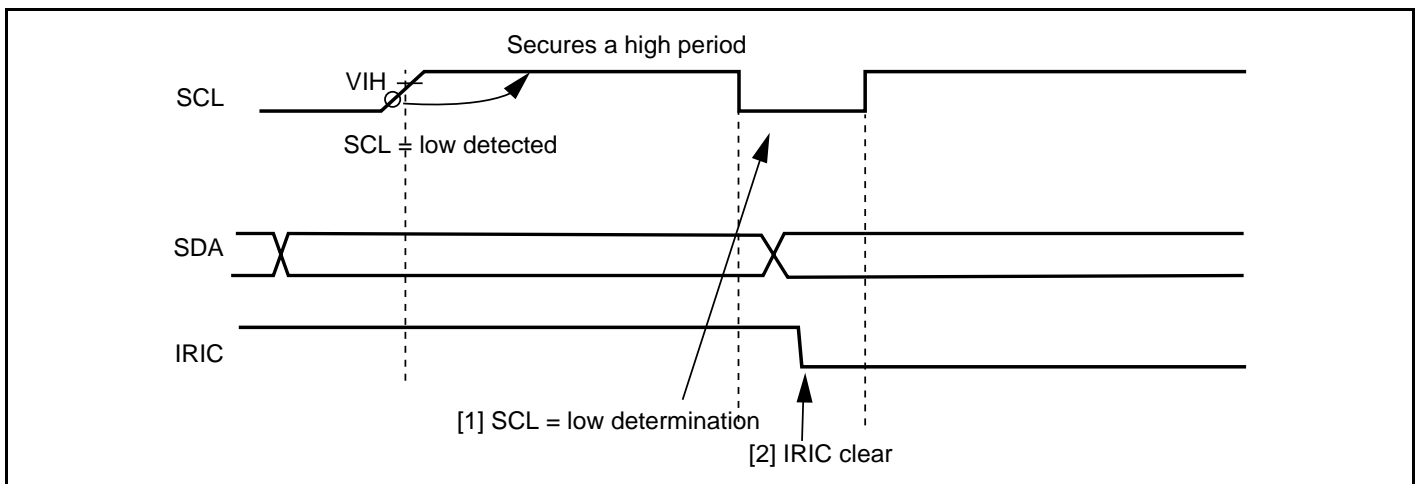 Secures a high period
VIH
SCL
SCL = low detected
SDA
IRIC
[1] SCL = low determination
[2] IRIC clear